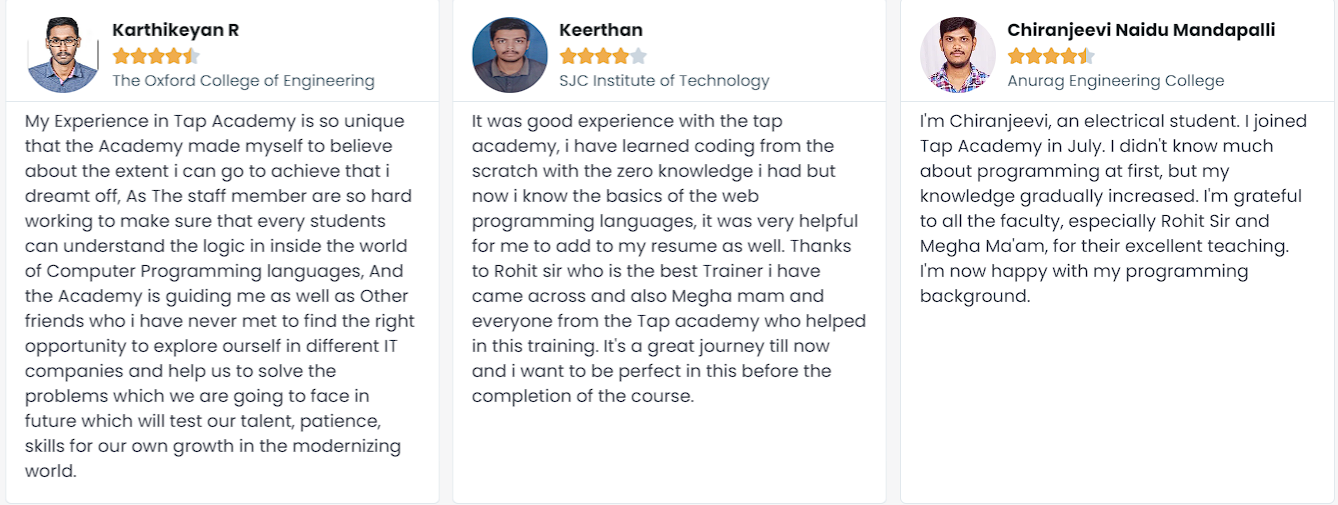 Karthikeyan R
The Oxford College of Engineering
My Experience in Tap Academy is so unique
that the Academy made myself to believe
about the extent i can go to achieve that i
dreamt off, As The staff member are so hard
working to make sure that every students
can understand the logic in inside the world
of Computer Programming languages, And
the Academy is guiding me as well as Other
friends who i have never met to find the right
opportunity to explore ourself in different IT
companies and help us to solve the
problems which we are going to face in
future which will test our talent, patience,
skills for our own growth in the modernizing
world.
Keerthan
SJC Institute of Technology
It was good experience with the tap
academy, i have learned coding from the
scratch with the zero knowledge i had but
now i know the basics of the web
programming languages, it was very helpful
for me to add to my resume as well. Thanks
to Rohit sir who is the best Trainer i have
came across and also Megha mam and
everyone from the Tap academy who helped
in this training. It's a great journey till now
and i want to be perfect in this before the
completion of the course.
Chiranjeevi Naidu Mandapalli
Anurag Engineering College
I'm Chiranjeevi, an electrical student. I joined
Tap Academy in July. I didn't know much
about programming at first, but my
knowledge gradually increased. I'm grateful
to all the faculty, especially Rohit Sir and
Megha Ma'am, for their excellent teaching.
I'm now happy with my programming
background.